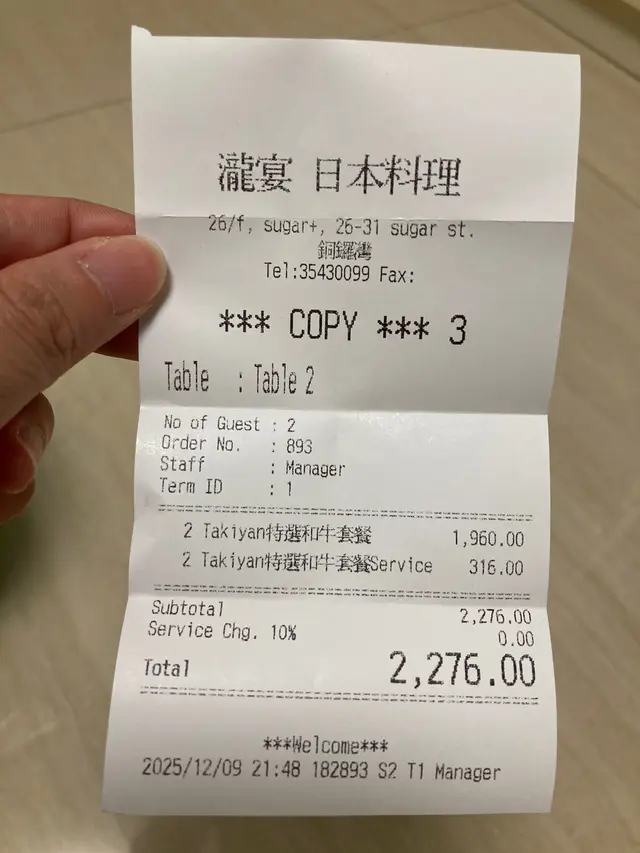 瀧宴 日本料理
26/f, sugar+, 26-31 sugar st.
銅鑼灣
Tel:35430099 Fax:
*** COPY *** 3
Table : Table 2
No of Guest : 2
Order No. : 893
Staff : Manager
Term ID : 1
2 Takiyan特選和牛套餐 1,960.00
2 Takiyan特選和牛套餐Service 316.00
Subtotal 2,276.00
Service Chg. 10% 0.00
Total 2,276.00
***Welcome***
2025/12/09 21:48 182893 S2 T1 Manager